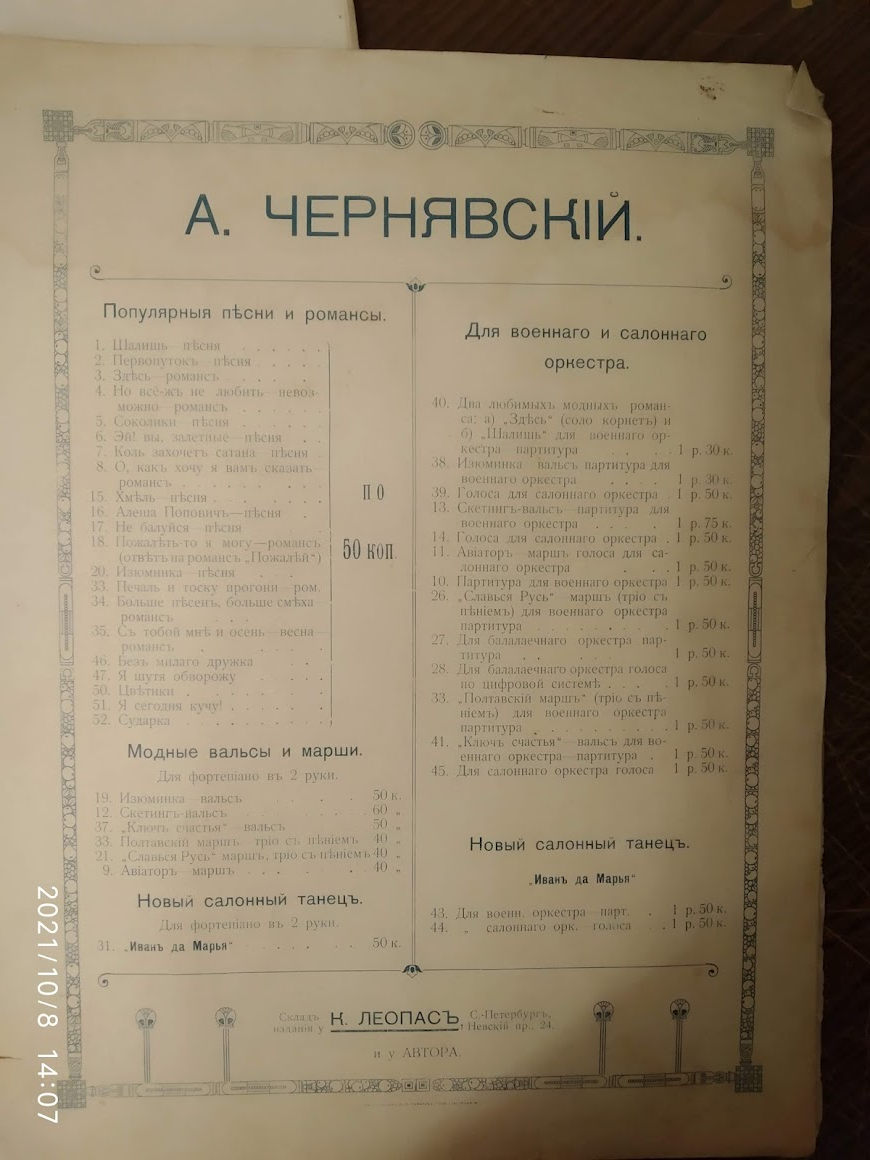 А. ЧЕРНЯВСКІЙ.
Популярныя пѣсни и романсы.
1. Шалишь—пѣсня
2. Первопутокъ—пѣсня
3. Здѣсь—романсъ
4. Но всё-жъ не любить—невоз-
можно—романсъ
5. Соколики—пѣсня
6. Эй! вы, залетные—пѣсня
7. Коль захочетъ сатана—пѣсня
8. О, какъ хочу я вамъ сказать—
романсъ
15. Хмѣль—пѣсня
16. Алеша Поповичъ—пѣсня
17. Не балуйся—пѣсня
18. Пожалѣть-то я могу—романсъ
(отвѣтъ на романсъ „Пожалѣй“)
20. Изюминка—пѣсня
33. Печаль и тоску прогони—ром.
34. Больше пѣсенъ, больше смѣха
романсъ
35. Съ тобой мнѣ и осень—весна—
романсъ
46. Безъ милаго дружка
47. Я шутя обворожу
50. Цвѣтики
51. Я сегодня кучу!
52. Сударка
ПО
50 КОП.
Модные вальсы и марши.
Для фортепіано въ 2 руки.
19. Изюминка—вальсъ . . . 50 к.
12. Скетингъ-вальсъ . . . 60 „
37. „Ключъ счастья“—вальсъ 50 „
33. Полтавскій маршъ—тріо съ пѣніемъ 40 „
21. „Славься Русь“ маршъ, тріо съ пѣніемъ 40 „
9. Авіаторъ—маршъ . . . 40 „
Новый салонный танецъ.
Для фортепіано въ 2 руки.
31. „Иванъ да Марья“ . . . 50 к.
Для военнаго и салоннаго
оркестра.
40. Два любимыхъ модныхъ роман-
са: а) „Здѣсь“ (соло корнетъ) и
б) „Шалишь“ для военнаго ор-
кестра партитура . . . 1 р. 30 к.
38. Изюминка—вальсъ партитура для
военнаго оркестра . . . 1 р. 30 к.
39. Голоса для салоннаго оркестра . 1 р. 50 к.
13. Скетингъ-вальсъ—партитура для
военнаго оркестра . . . 1 р. 75 к.
14. Голоса для салоннаго оркестра . 1 р. 50 к.
11. Авіаторъ—маршъ голоса для са-
лоннаго оркестра . . . 1 р. 50 к.
10. Партитура для военнаго оркестра 1 р. 50 к.
26. „Славься Русь“—маршъ (тріо съ
пѣніемъ) для военнаго оркестра
партитура . . . 1 р. 50 к.
27. Для балалаечнаго оркестра пар-
титура . . . 1 р. 50 к.
28. Для балалаечнаго оркестра голоса
по цифровой системѣ . . . 1 р. 50 к.
33. „Полтавскій маршъ“ (тріо съ пѣ-
ніемъ) для военнаго оркестра
партитура . . . 1 р. 50 к.
41. „Ключъ счастья“—вальсъ для во-
еннаго оркестра—партитура . 1 р. 50 к.
45. Для салоннаго оркестра голоса 1 р. 50 к.
Новый салонный танецъ.
„Иванъ да Марья“
43. Для военн. оркестра—парт. . 1 р. 50 к.
44. „ салоннаго орк. голоса . 1 р. 50 к.
Складъ
изданія у
К. ЛЕОПАСЪ,
С.-Петербургъ,
Невскій пр., 24.
и у АВТОРА.
2021/10/8 14:07